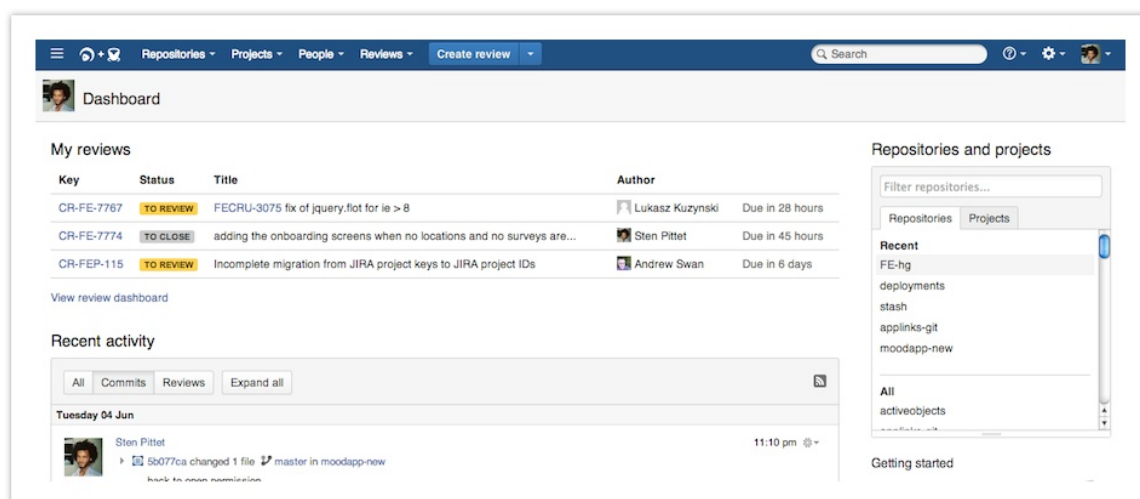 Repositories Projects People Reviews Create review Search
Dashboard
My reviews
Key Status Title Author
CR-FE-7767 TO REVIEW FECRU-3075 fix of jquery.flot for ie > 8 Lukasz Kuzynski Due in 28 hours
CR-FE-7774 TO CLOSE adding the onboarding screens when no locations and no surveys are... Sten Pittet Due in 45 hours
CR-FEP-115 TO REVIEW Incomplete migration from JIRA project keys to JIRA project IDs Andrew Swan Due in 6 days
View review dashboard
Recent activity
All Commits Reviews Expand all
Tuesday 04 Jun
Sten Pittet 11:10 pm
5b077ca changed 1 file master in moodapp-new
back to open permission
Repositories and projects
Filter repositories...
Repositories Projects
Recent
FE-hg
deployments
stash
applinks-git
moodapp-new
All
activeobjects
applinks-git
Getting started